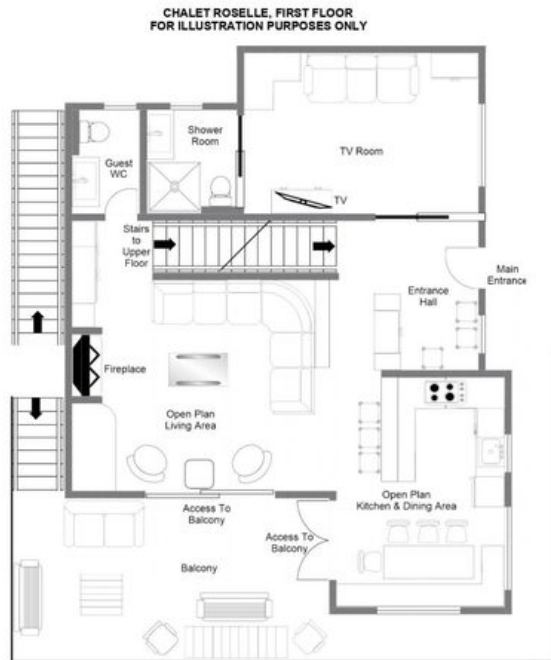 CHALET ROSELLE, FIRST FLOOR
FOR ILLUSTRATION PURPOSES ONLY
Shower
Room
Guest
WC
TV Room
TV
Stairs
to
Upper
Floor
Main
Entrance
Entrance
Hall
Fireplace
Open Plan
Living Area
Open Plan
Kitchen & Dining Area
Access To
Balcony
Access To
Balcony
Balcony